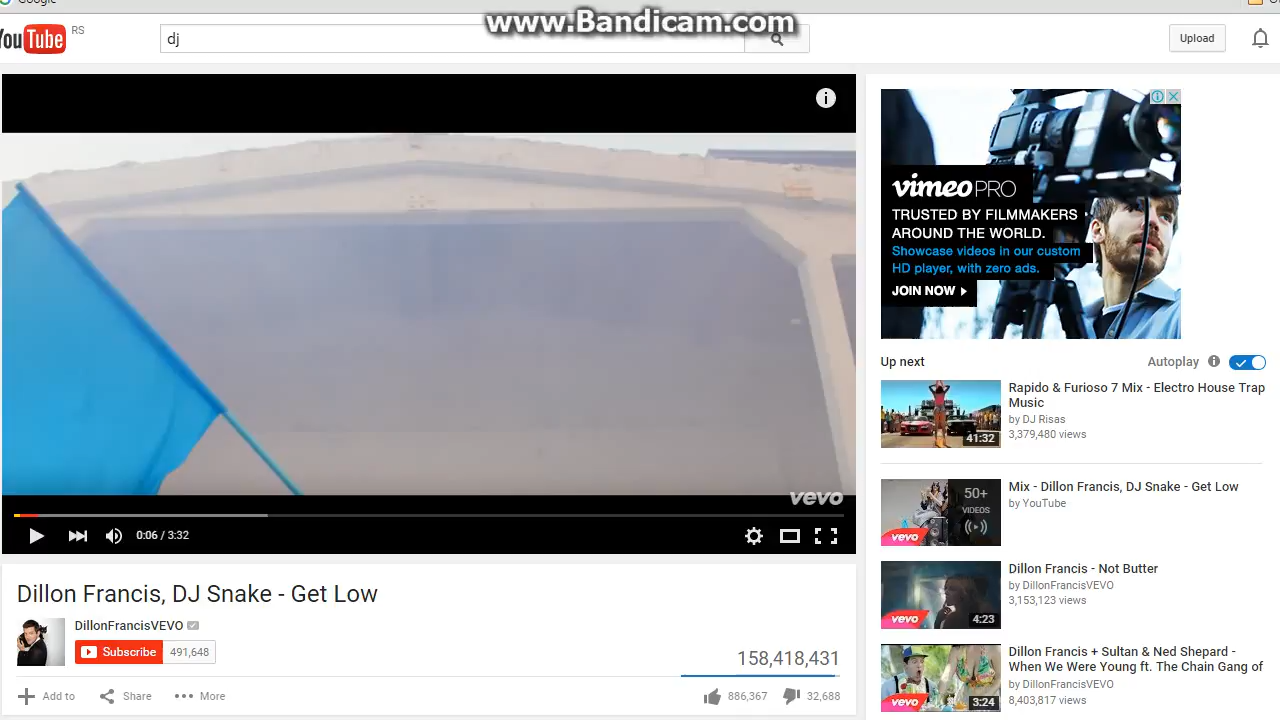 Google
www.Bandicam.com
YouTube RS
dj
Upload
vimeo PRO
TRUSTED BY FILMMAKERS
AROUND THE WORLD.
Showcase videos in our custom
HD player, with zero ads.
JOIN NOW
vevo
0:06 / 3:32
Dillon Francis, DJ Snake - Get Low
DillonFrancisVEVO
Subscribe 491,648
158,418,431
Add to Share More 886,367 32,688
Up next Autoplay
Rapido & Furioso 7 Mix - Electro House Trap
Music
by DJ Risas
3,379,480 views
41:32
Mix - Dillon Francis, DJ Snake - Get Low
by YouTube
50+
VIDEOS
vevo
Dillon Francis - Not Butter
by DillonFrancisVEVO
3,153,123 views
vevo 4:23
Dillon Francis + Sultan & Ned Shepard -
When We Were Young ft. The Chain Gang of
by DillonFrancisVEVO
8,403,817 views
vevo 3:24